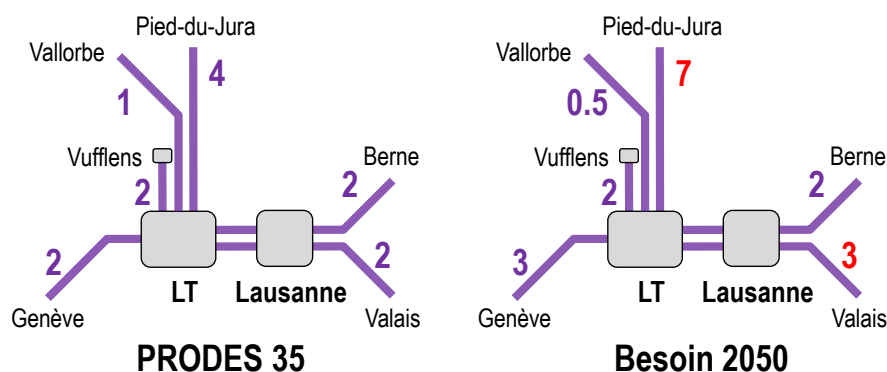 Pied-du-Jura
Vallorbe
4
1
Vufflens
2
Berne
2
2
2
LT
Lausanne
Genève
Valais
PRODES 35
Pied-du-Jura
Vallorbe
7
0.5
Vufflens
2
Berne
2
3
3
LT
Lausanne
Genève
Valais
Besoin 2050